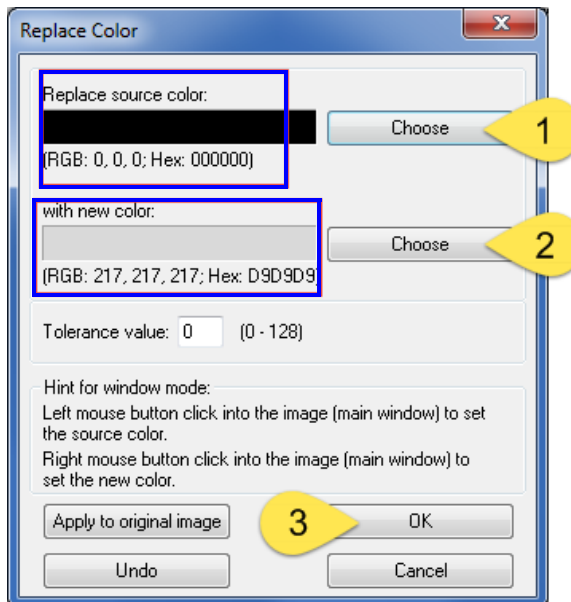 Replace Color
Replace source color:
Choose
1
(RGB: 0, 0, 0; Hex: 000000)
with new color:
Choose
2
(RGB: 217, 217, 217; Hex: D9D9D9)
Tolerance value: 0 (0 - 128)
Hint for window mode:
Left mouse button click into the image (main window) to set
the source color.
Right mouse button click into the image (main window) to
set the new color.
Apply to original image
3
OK
Undo
Cancel